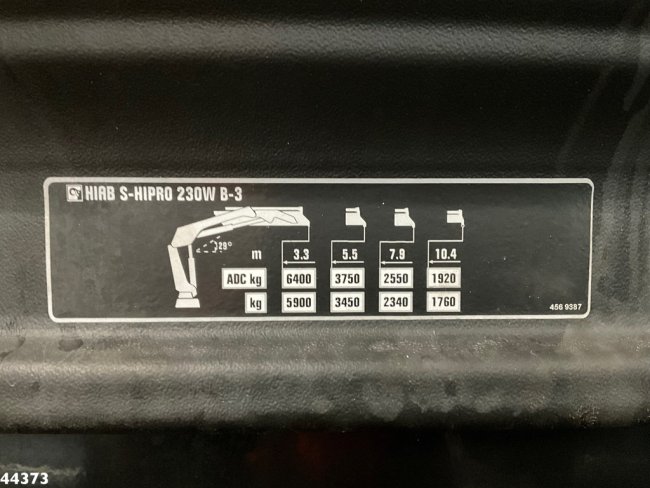 2 HIAB S-HIPRO 230W B-3
29°
m 3.3 5.5 7.9 10.4
ADC kg 6400 3750 2550 1920
kg 5900 3450 2340 1760
456 9387
44373